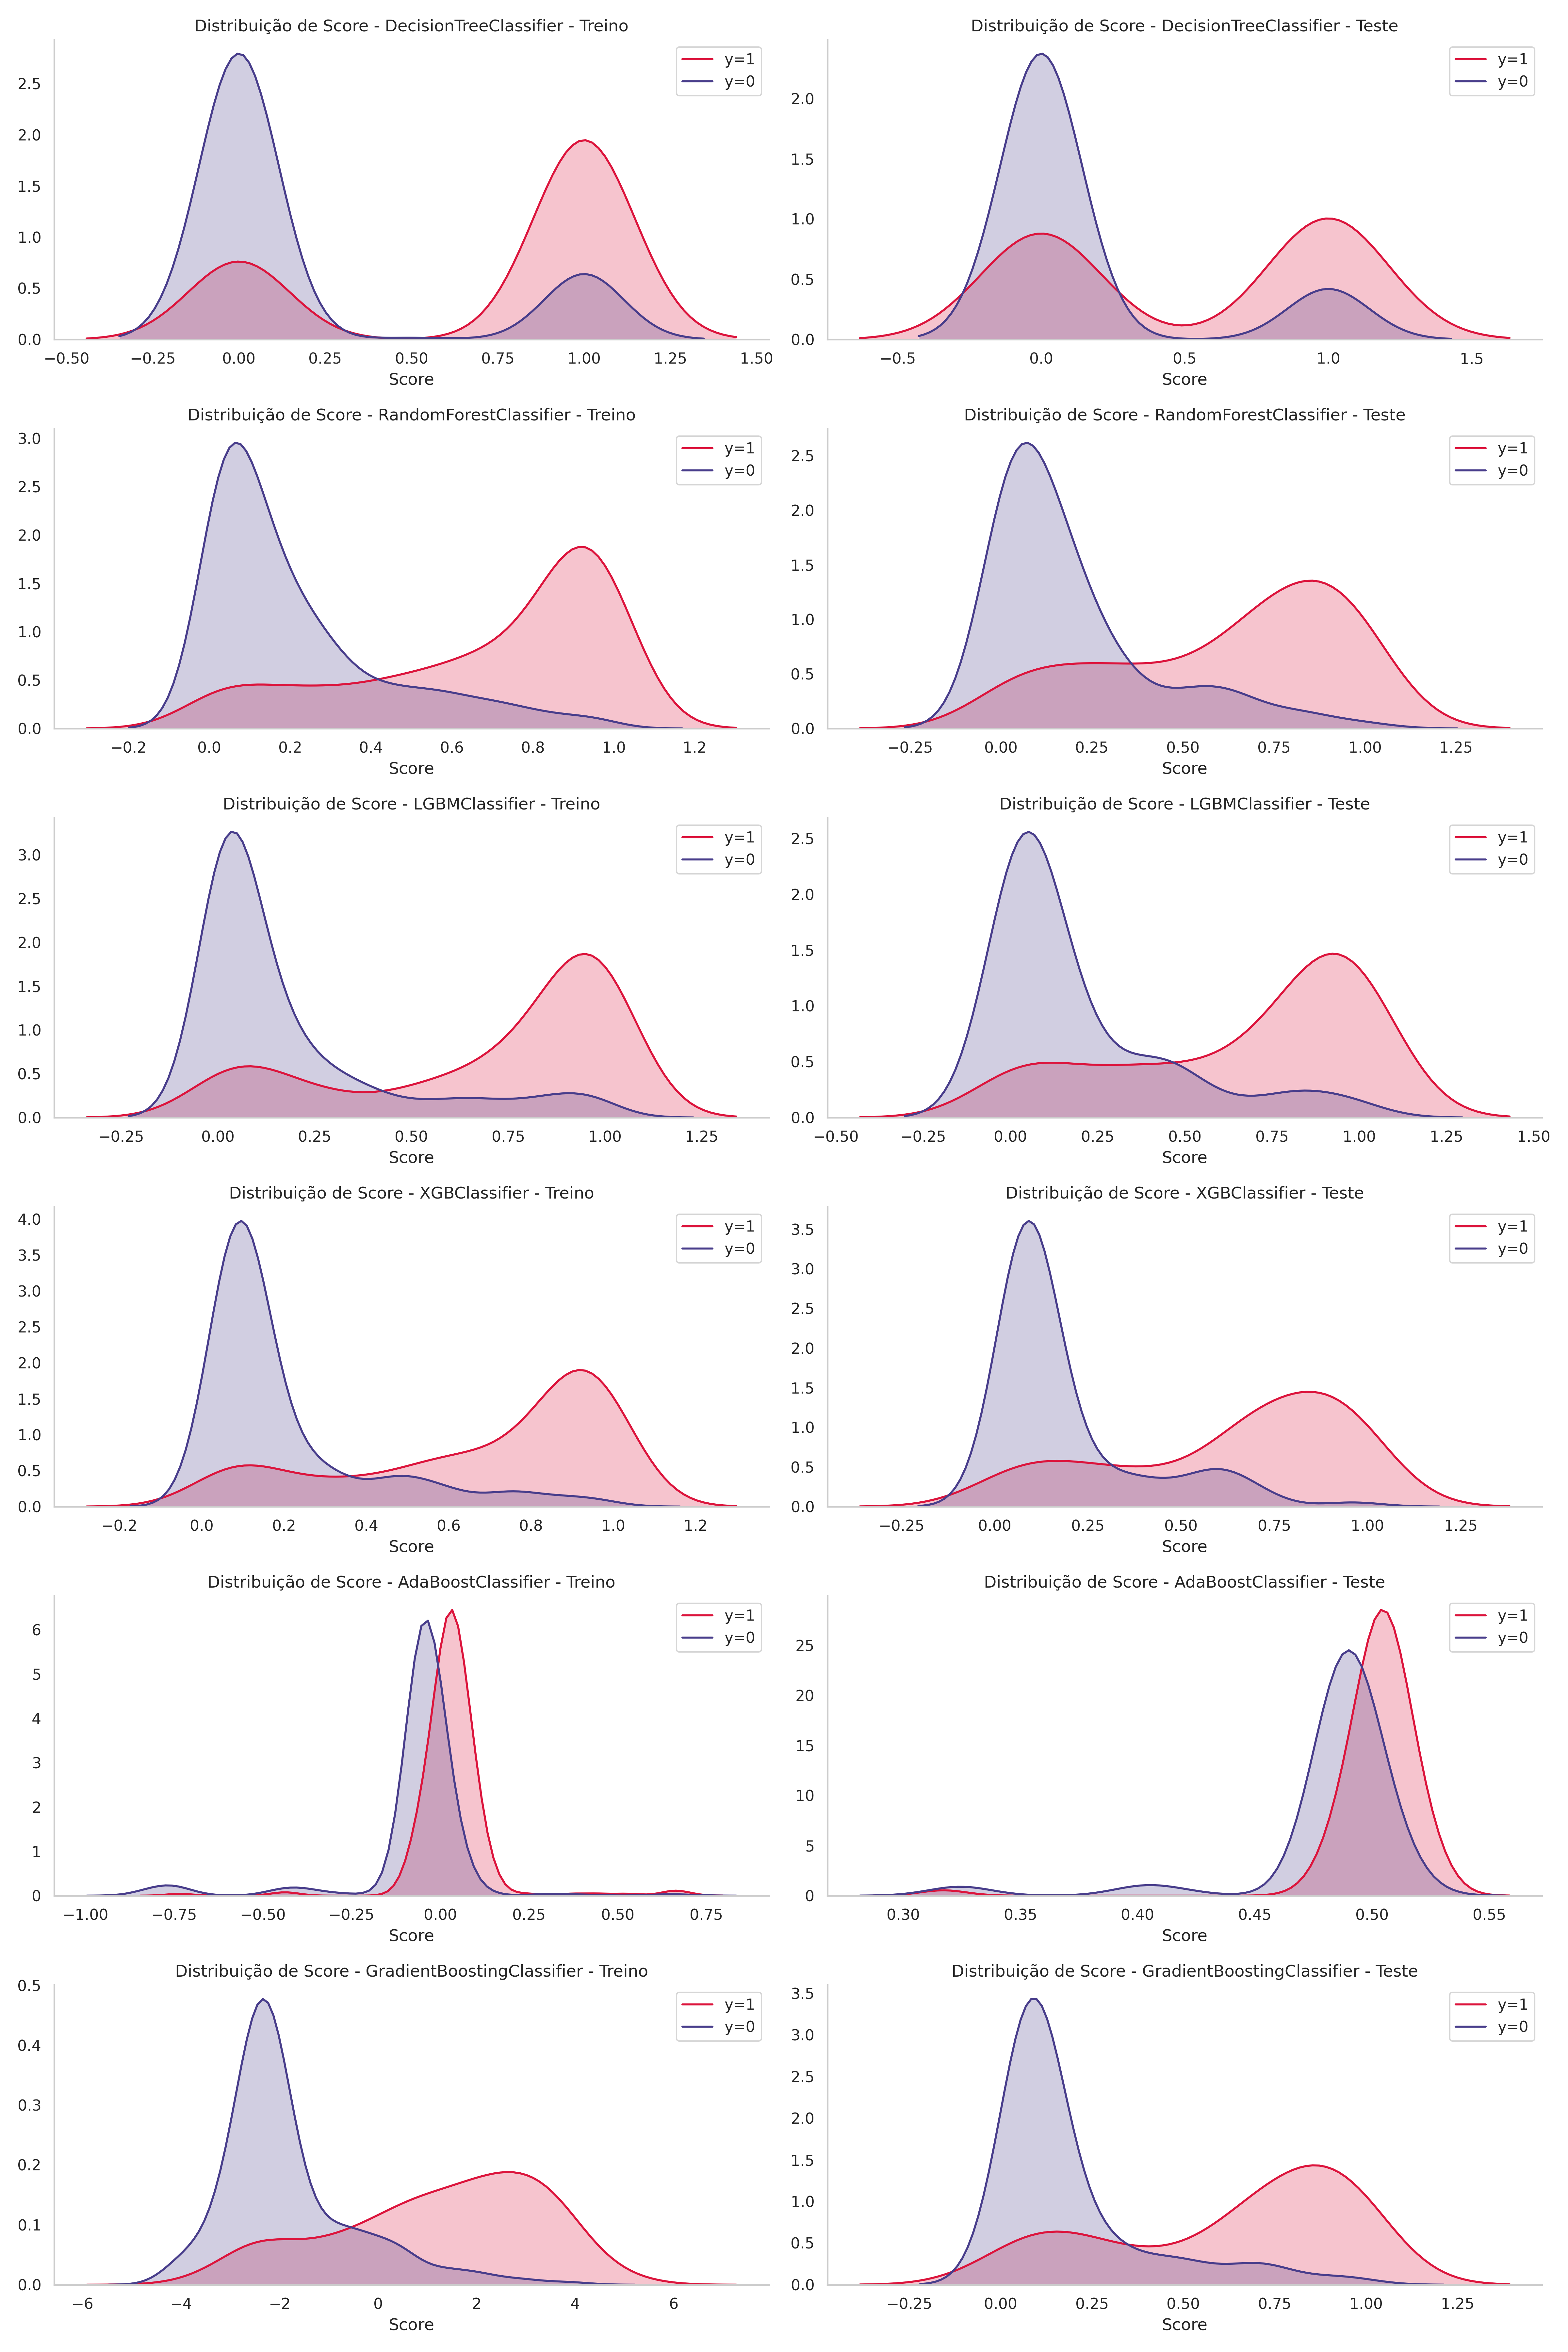 Distribuição de Score - DecisionTreeClassifier - Treino
y=1
y=0
2.5
2.0
1.5
1.0
0.5
0.0
−0.50 −0.25 0.00 0.25 0.50 0.75 1.00 1.25 1.50
Score
Distribuição de Score - DecisionTreeClassifier - Teste
y=1
y=0
2.0
1.5
1.0
0.5
0.0
−0.5 0.0 0.5 1.0 1.5
Score
Distribuição de Score - RandomForestClassifier - Treino
y=1
y=0
3.0
2.5
2.0
1.5
1.0
0.5
0.0
−0.2 0.0 0.2 0.4 0.6 0.8 1.0 1.2
Score
Distribuição de Score - RandomForestClassifier - Teste
y=1
y=0
2.5
2.0
1.5
1.0
0.5
0.0
−0.25 0.00 0.25 0.50 0.75 1.00 1.25
Score
Distribuição de Score - LGBMClassifier - Treino
y=1
y=0
3.0
2.5
2.0
1.5
1.0
0.5
0.0
−0.25 0.00 0.25 0.50 0.75 1.00 1.25
Score
Distribuição de Score - LGBMClassifier - Teste
y=1
y=0
2.5
2.0
1.5
1.0
0.5
0.0
−0.50 −0.25 0.00 0.25 0.50 0.75 1.00 1.25 1.50
Score
Distribuição de Score - XGBClassifier - Treino
y=1
y=0
4.0
3.5
3.0
2.5
2.0
1.5
1.0
0.5
0.0
−0.2 0.0 0.2 0.4 0.6 0.8 1.0 1.2
Score
Distribuição de Score - XGBClassifier - Teste
y=1
y=0
3.5
3.0
2.5
2.0
1.5
1.0
0.5
0.0
−0.25 0.00 0.25 0.50 0.75 1.00 1.25
Score
Distribuição de Score - AdaBoostClassifier - Treino
y=1
y=0
6
5
4
3
2
1
0
−1.00 −0.75 −0.50 −0.25 0.00 0.25 0.50 0.75
Score
Distribuição de Score - AdaBoostClassifier - Teste
y=1
y=0
25
20
15
10
5
0
0.30 0.35 0.40 0.45 0.50 0.55
Score
Distribuição de Score - GradientBoostingClassifier - Treino
y=1
y=0
0.5
0.4
0.3
0.2
0.1
0.0
−6 −4 −2 0 2 4 6
Score
Distribuição de Score - GradientBoostingClassifier - Teste
y=1
y=0
3.5
3.0
2.5
2.0
1.5
1.0
0.5
0.0
−0.25 0.00 0.25 0.50 0.75 1.00 1.25
Score